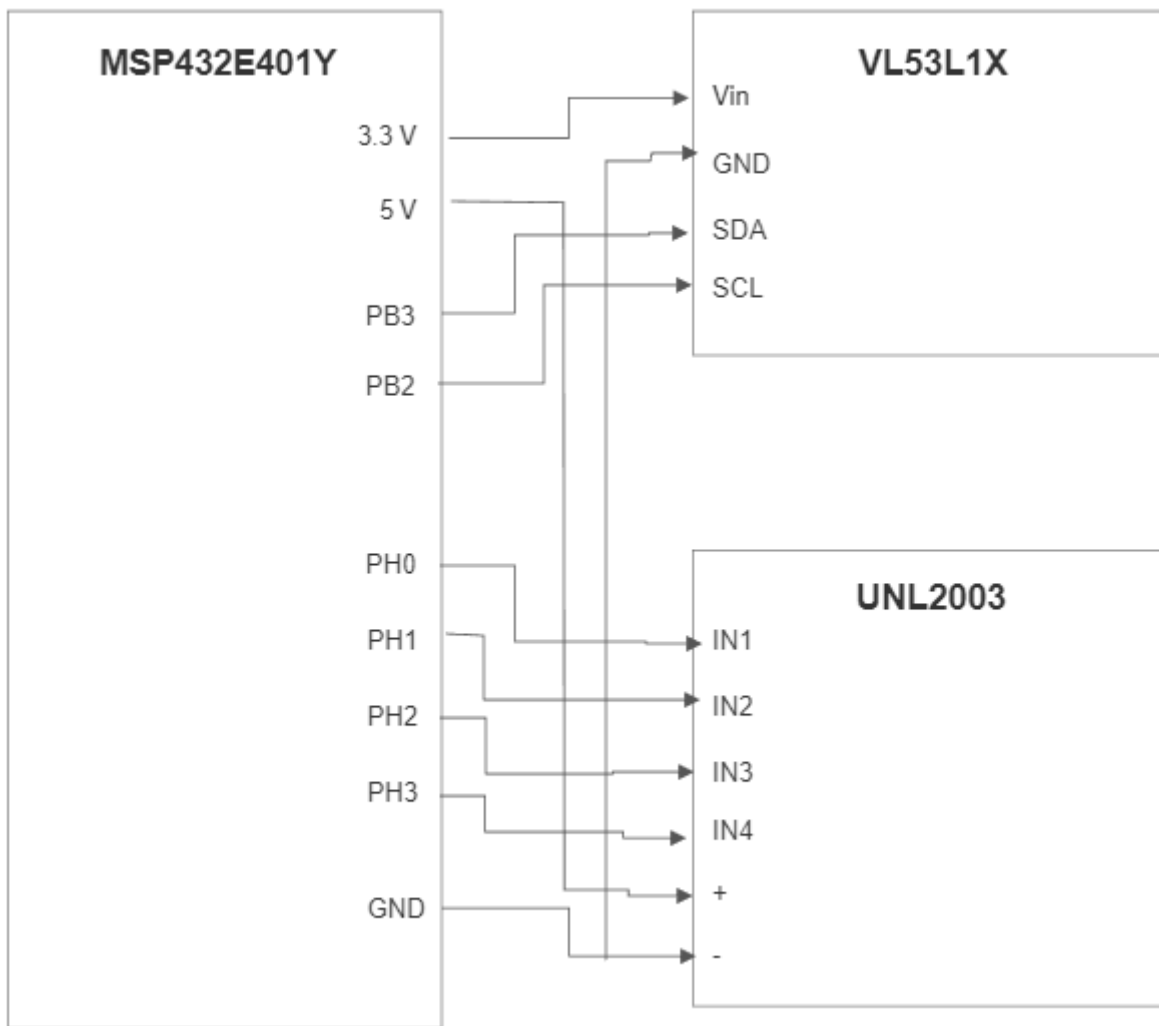 MSP432E401Y
3.3 V
5 V
PB3
PB2
PH0
PH1
PH2
PH3
GND
VL53L1X
Vin
GND
SDA
SCL
UNL2003
IN1
IN2
IN3
IN4
+
-